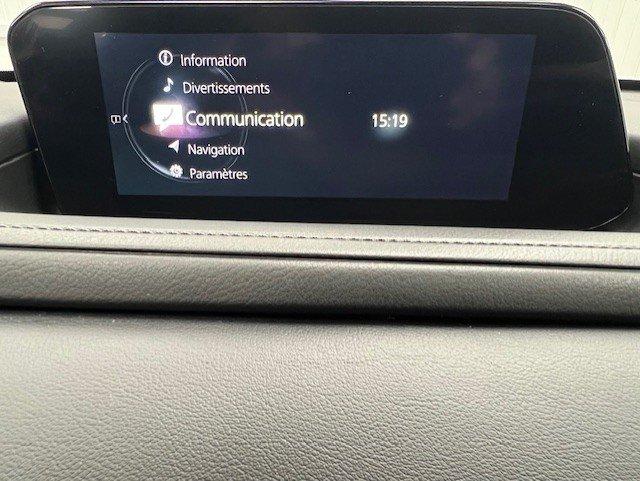 Information
Divertissements
Communication
15:19
Navigation
Paramètres